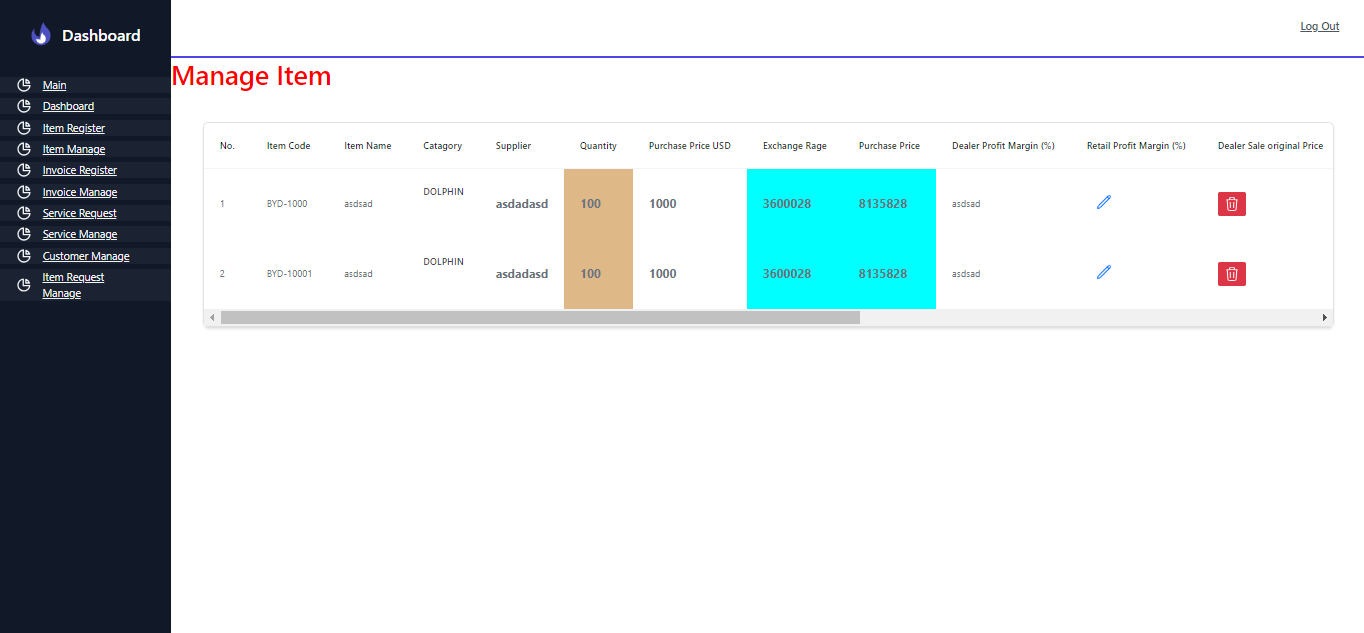 Dashboard
Log Out
Main
Dashboard
Item Register
Item Manage
Invoice Register
Invoice Manage
Service Request
Service Manage
Customer Manage
Item Request
Manage
Manage Item
No. Item Code Item Name Catagory Supplier Quantity Purchase Price USD Exchange Rage Purchase Price Dealer Profit Margin (%) Retail Profit Margin (%) Dealer Sale original Price
1 BYD-1000 asdsad DOLPHIN asdadasd 100 1000 3600028 8135828 asdsad
2 BYD-10001 asdsad DOLPHIN asdadasd 100 1000 3600028 8135828 asdsad